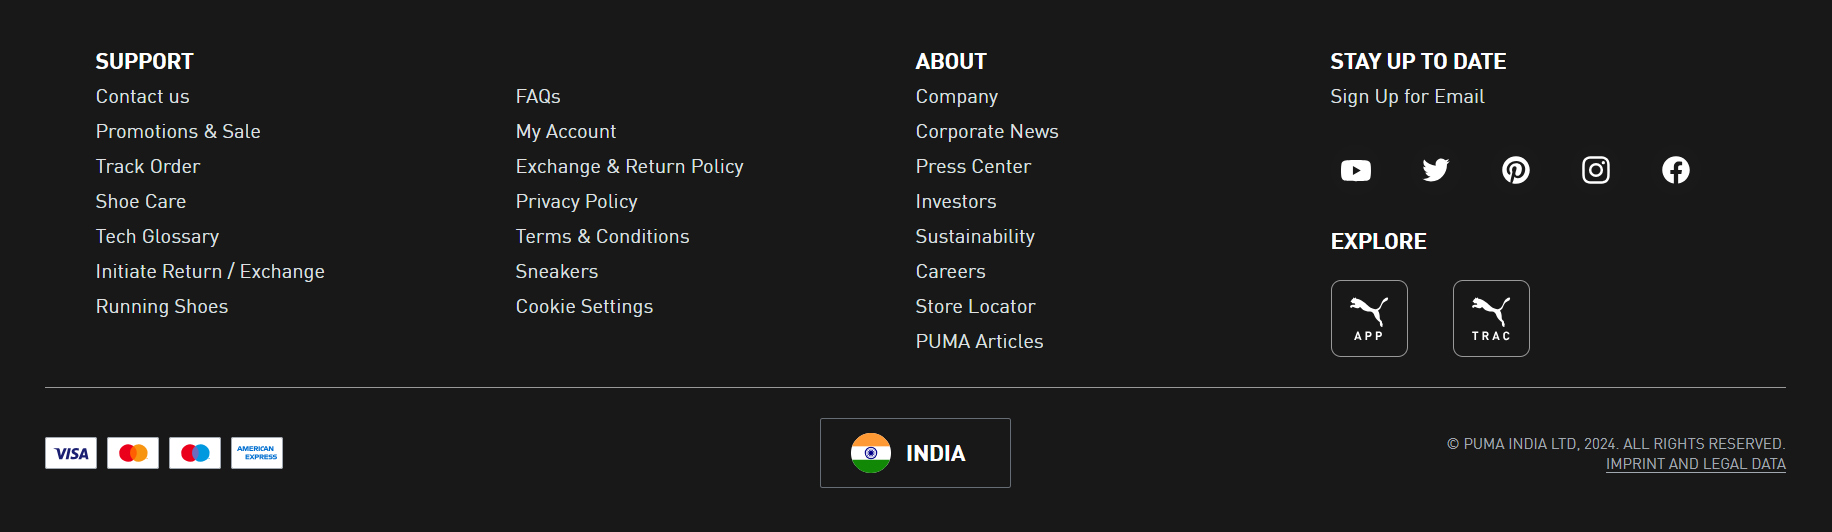 SUPPORT
Contact us
Promotions & Sale
Track Order
Shoe Care
Tech Glossary
Initiate Return / Exchange
Running Shoes
FAQs
My Account
Exchange & Return Policy
Privacy Policy
Terms & Conditions
Sneakers
Cookie Settings
ABOUT
Company
Corporate News
Press Center
Investors
Sustainability
Careers
Store Locator
PUMA Articles
STAY UP TO DATE
Sign Up for Email
EXPLORE
APP
TRAC
VISA
AMERICAN
EXPRESS
INDIA
© PUMA INDIA LTD, 2024. ALL RIGHTS RESERVED.
IMPRINT AND LEGAL DATA